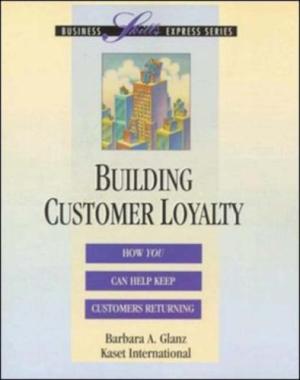 BUSINESS Skills EXPRESS SERIES
BUILDING
CUSTOMER LOYALTY
HOW YOU
CAN HELP KEEP
CUSTOMERS RETURNING
Barbara A. Glanz
Kaset International